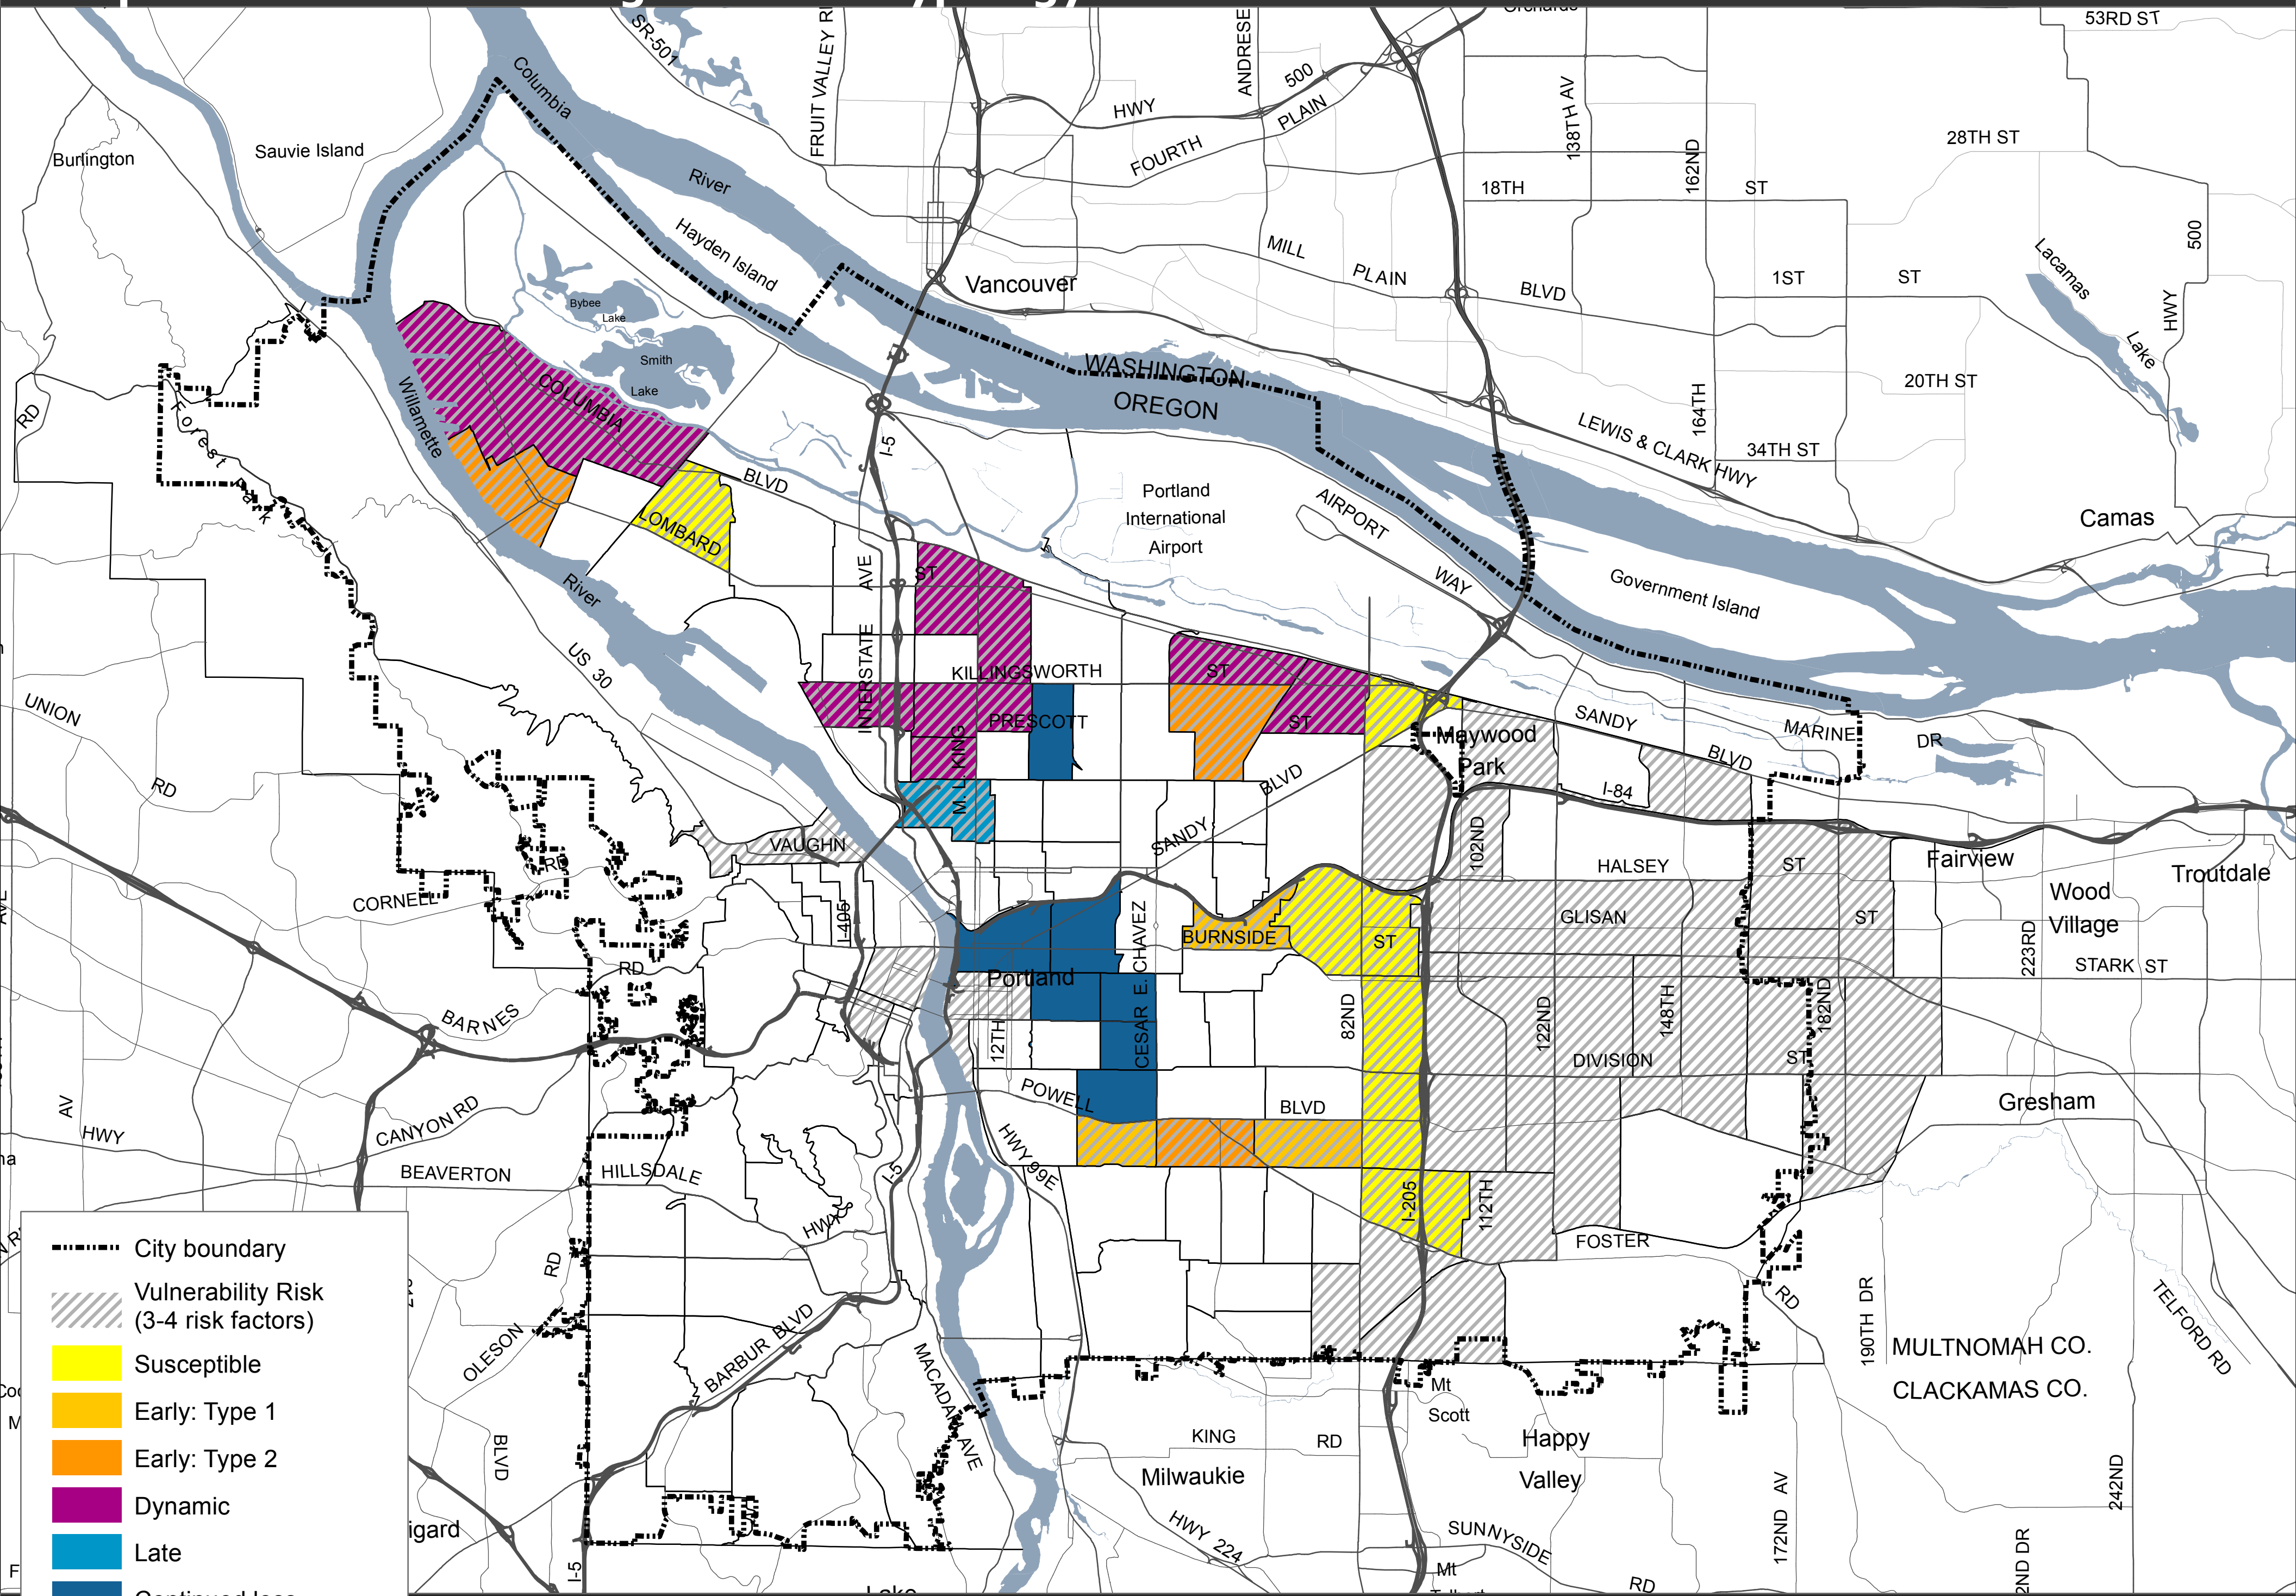 53RD ST
SR-501
FRUIT VALLEY
ANDRESE
Columbia
500
HWY
PLAIN
138TH AV
28TH ST
Burlington
Sauvie Island
FOURTH
162ND
River
18TH
ST
Hayden Island
MILL
PLAIN
500
Lacamas
Vancouver
BLVD
1ST
ST
Bybee
Lake
HWY
Lake
Smith
Lake
WASHINGTON
OREGON
COLUMBIA
20TH ST
164TH
RD
Willamette
Forest
Park
I-5
LEWIS & CLARK HWY
34TH ST
BLVD
Portland
International
Airport
AIRPORT
Camas
LOMBARD
WAY
ST
AVE
Government Island
River
INTERSTATE
US 30
KILLINGSWORTH
ST
UNION
PRESCOTT
ST
SANDY
MARINE
DR
Maywood
Park
M L KING
BLVD
BLVD
RD
I-84
SANDY
VAUGHN
102ND
RD
HALSEY
ST
Fairview
Troutdale
Wood
Village
CORNELL
AVE
I-405
GLISAN
ST
CESAR E. CHAVEZ
BURNSIDE
ST
223RD
RD
Portland
STARK ST
BARNES
12TH
82ND
122ND
148TH
182ND
DIVISION
ST
AV
POWELL
BLVD
Gresham
CANYON RD
HWY
HWY 99E
BEAVERTON
HILLSDALE
I-5
HWY
I-205
112TH
FOSTER
RD
City boundary
Vulnerability Risk
(3-4 risk factors)
Susceptible
Early: Type 1
Early: Type 2
Dynamic
Late
RD
OLESON
BARBUR BLVD
MACADAM AVE
190TH DR
TELFORD RD
MULTNOMAH CO.
CLACKAMAS CO.
Mt
Scott
KING
RD
Happy
Valley
BLVD
Milwaukie
172ND AV
242ND
igard
HWY 224
SUNNYSIDE
RD
I-5
Mt
2ND DR